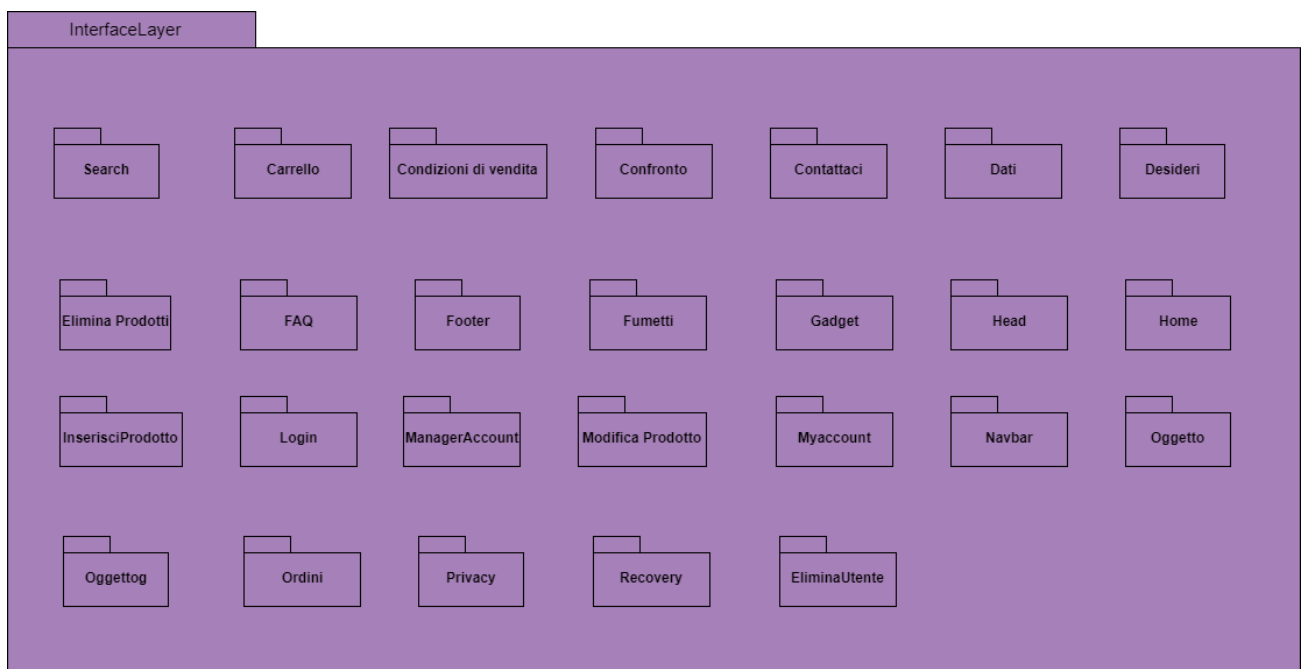 InterfaceLayer
Search
Carrello
Condizioni di vendita
Confronto
Contattaci
Dati
Desideri
Elimina Prodotti
FAQ
Footer
Fumetti
Gadget
Head
Home
InserisciProdotto
Login
ManagerAccount
Modifica Prodotto
Myaccount
Navbar
Oggetto
Oggettog
Ordini
Privacy
Recovery
EliminaUtente